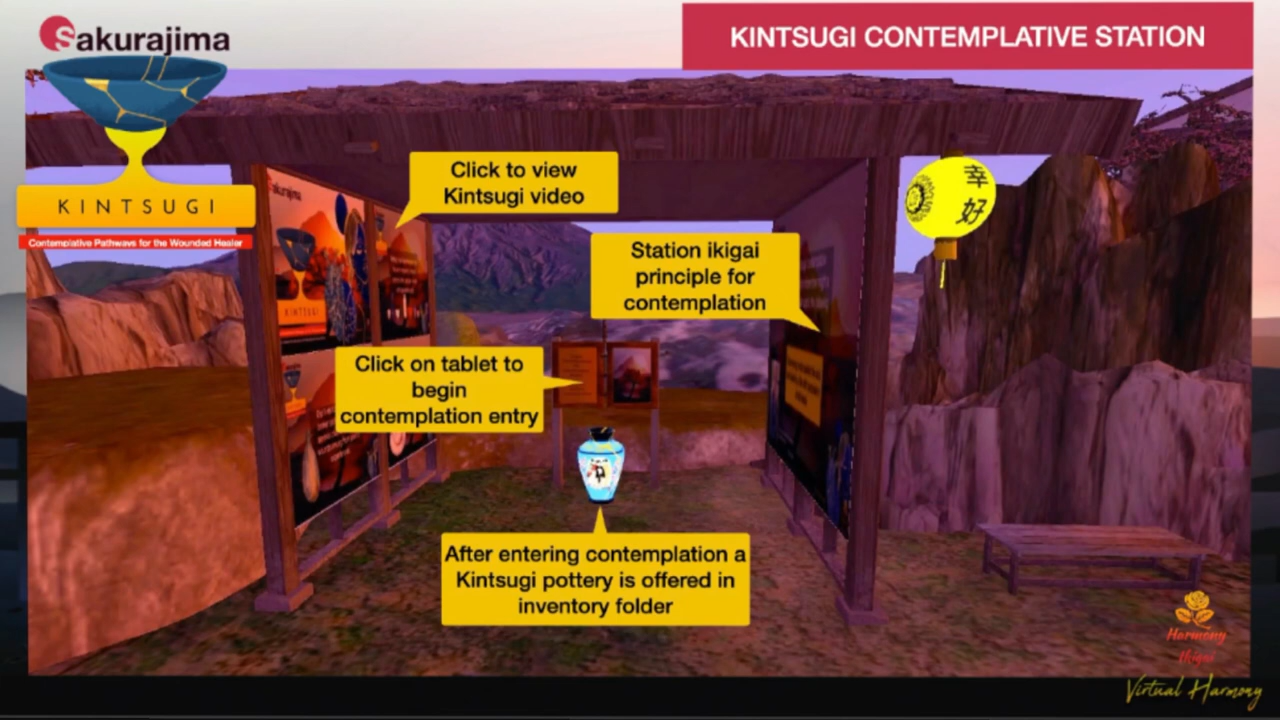 Sakurajima
KINTSUGI CONTEMPLATIVE STATION
KINTSUGI
Contemplative Pathways for the Wounded Healer
Click to view
Kintsugi video
Station ikigai
principle for
contemplation
幸
好
Click on tablet to
begin
contemplation entry
After entering contemplation a
Kintsugi pottery is offered in
inventory folder
KINTSUGI
Harmony
Ikigai
Virtual Harmony